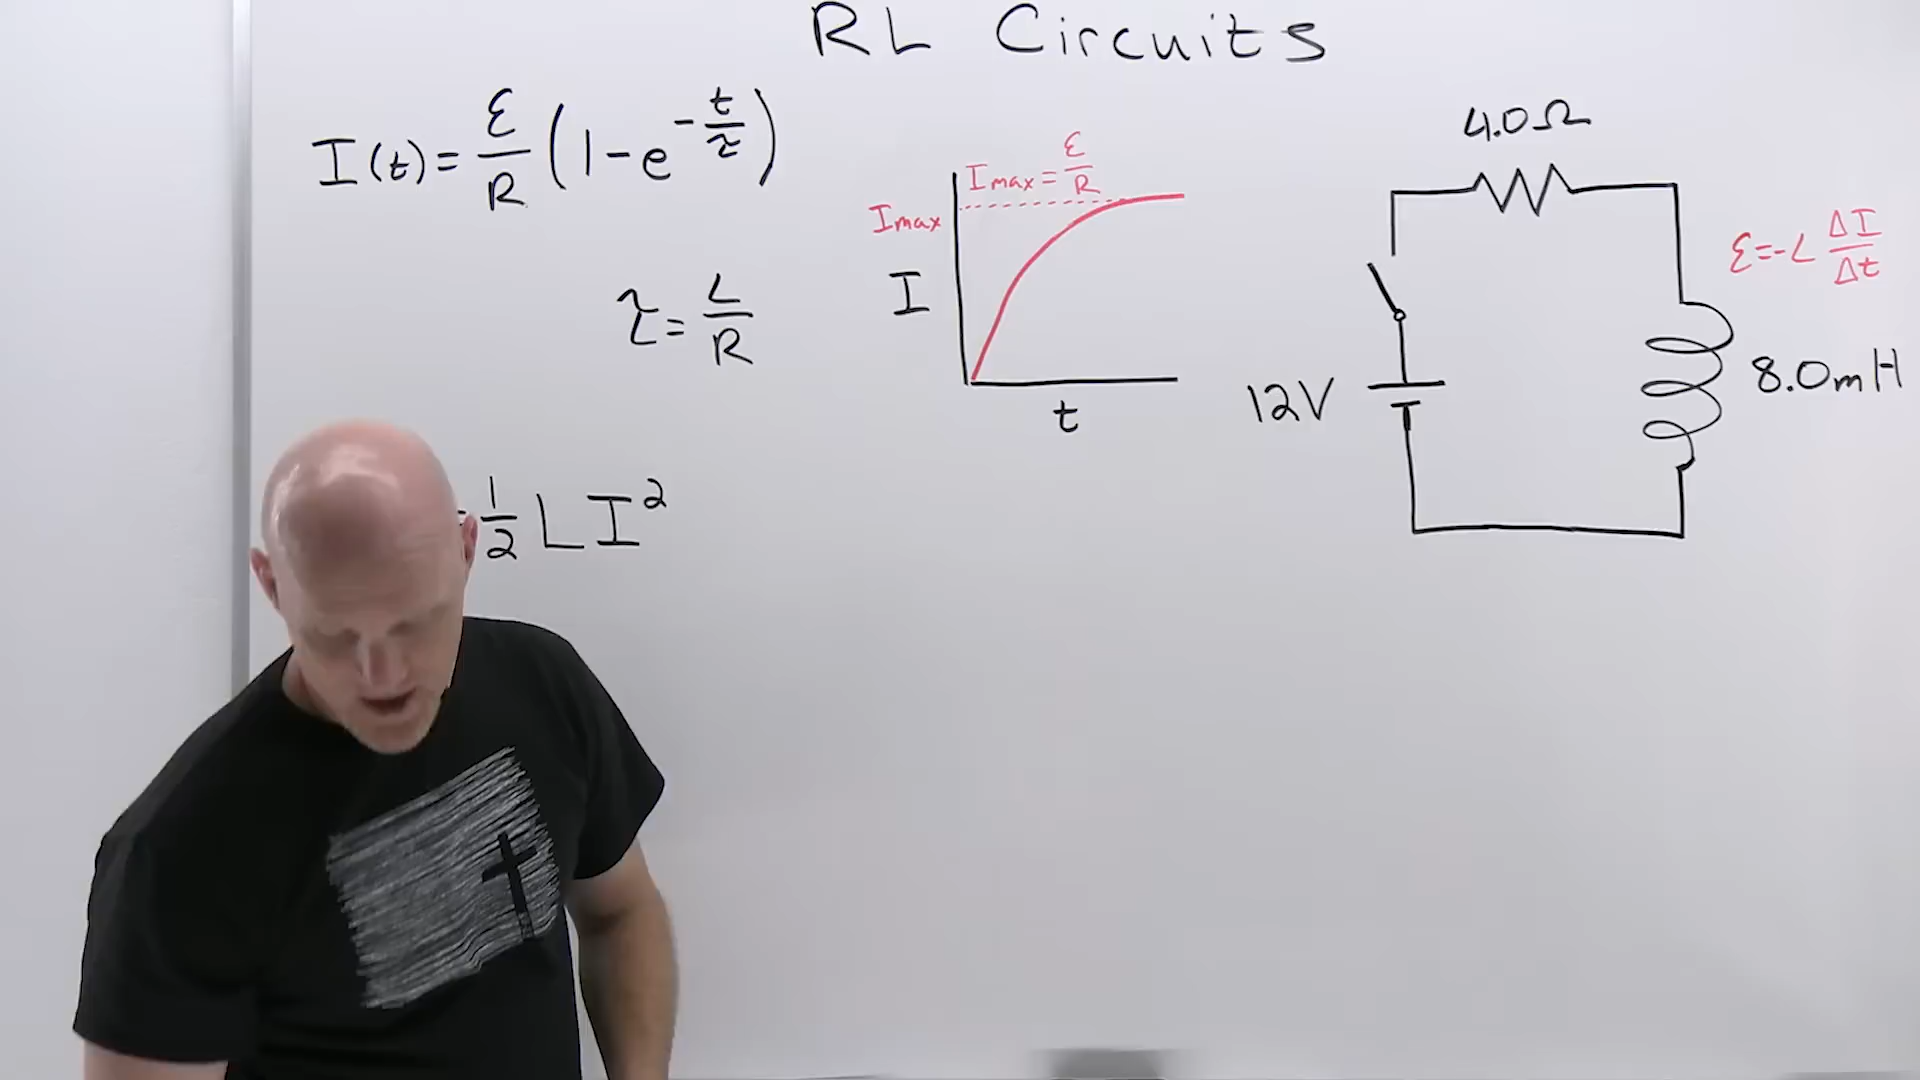 RL Circuits
I(t) = ℰ/R (1 - e^(-t/τ))
τ = L/R
= 1/2 L I²
Imax = ℰ/R
Imax
I
t
4.0Ω
ℰ = -L ΔI/Δt
12V
8.0mH